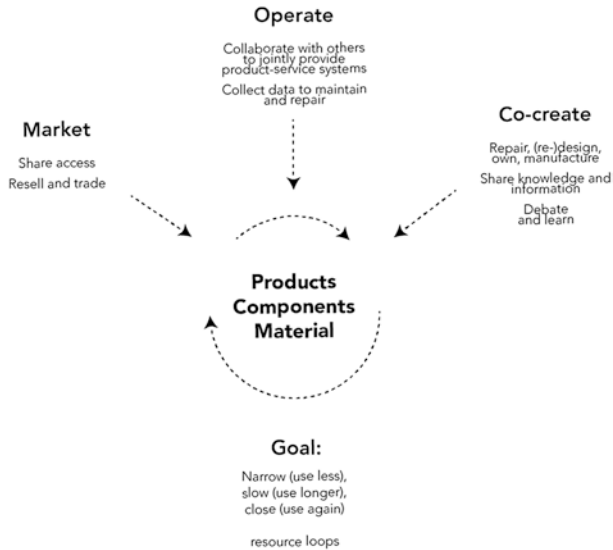 Operate
Collaborate with others
to jointly provide
product-service systems
Collect data to maintain
and repair
Market
Share access
Resell and trade
Co-create
Repair, (re-)design,
own, manufacture
Share knowledge and
information
Debate
and learn
Products
Components
Material
Goal:
Narrow (use less),
slow (use longer),
close (use again)
resource loops